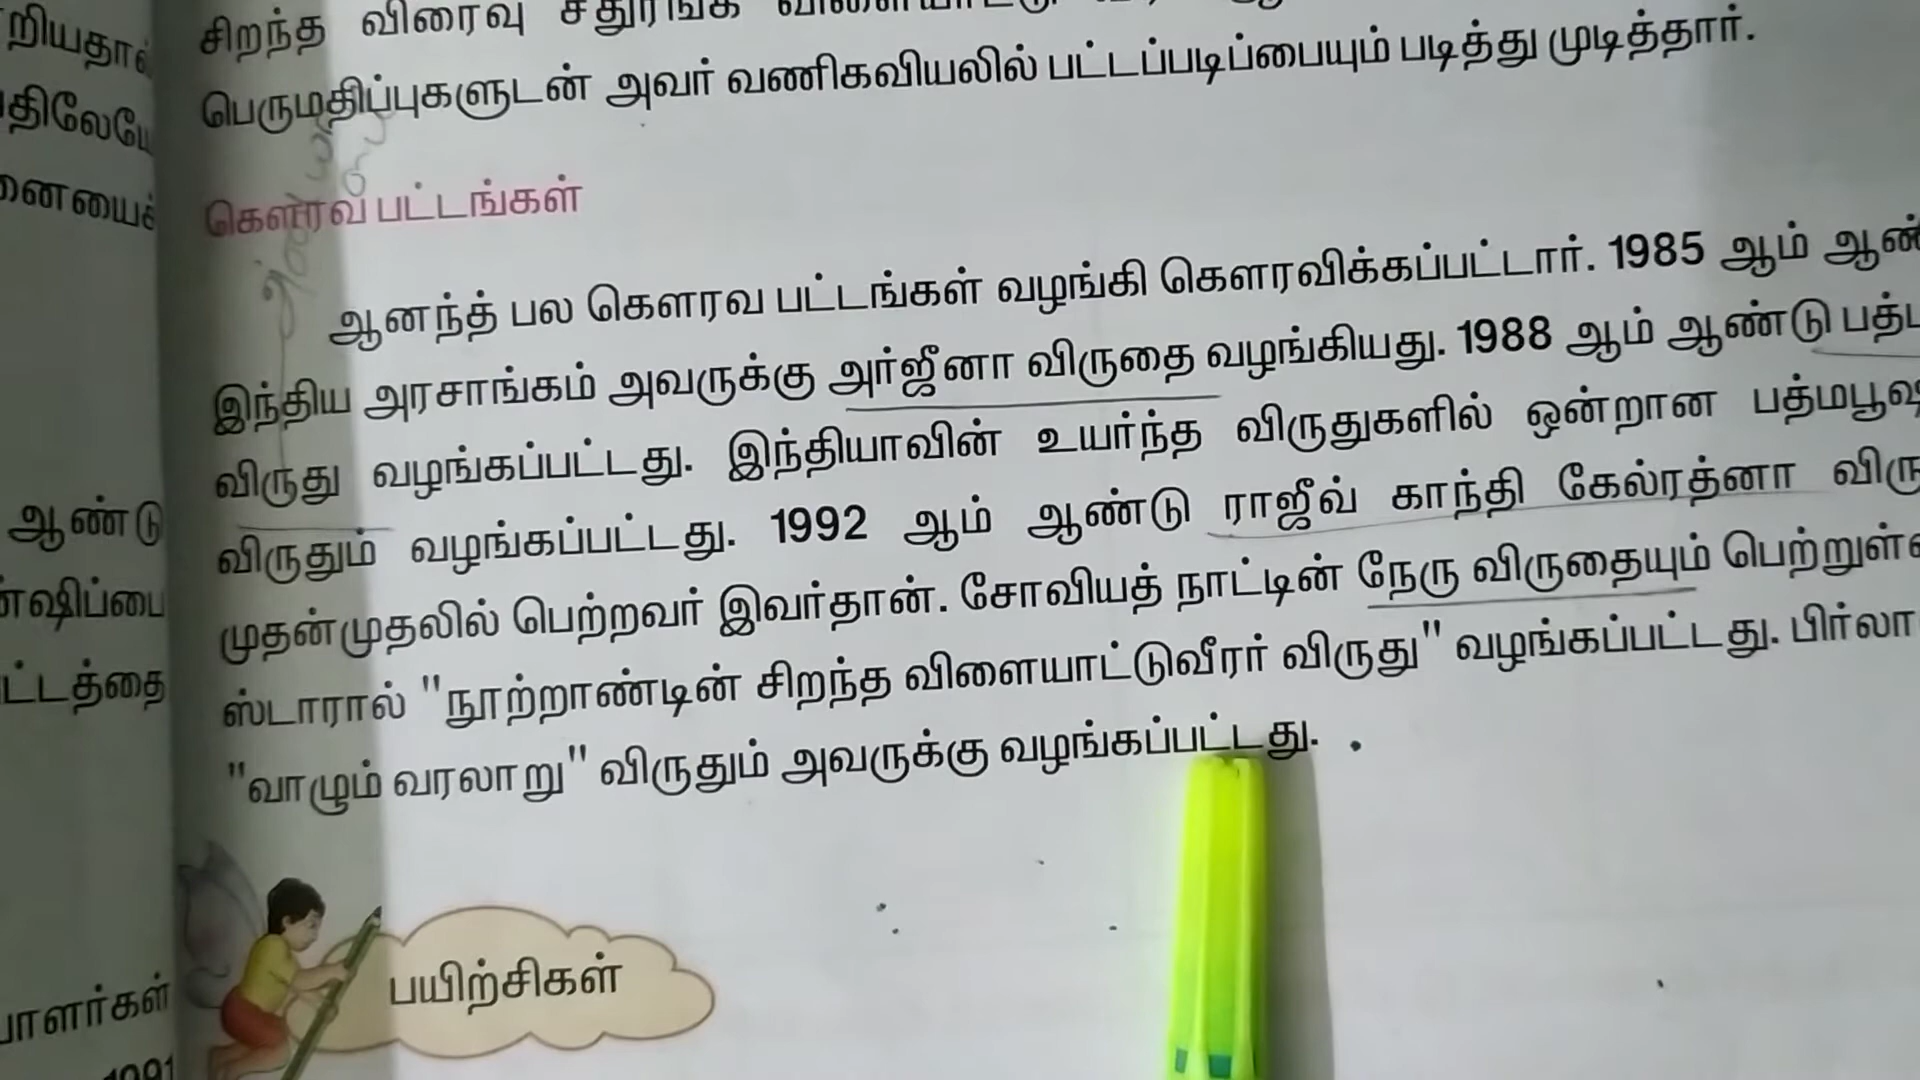 சிறந்த விரைவு சதுரங்க
பெருமதிப்புகளுடன் அவர் வணிகவியலில் பட்டப்படிப்பையும் படித்து முடித்தார்.
கௌரவ பட்டங்கள்
ஆனந்த் பல கௌரவ பட்டங்கள் வழங்கி கௌரவிக்கப்பட்டார். 1985 ஆம்
இந்திய அரசாங்கம் அவருக்கு அர்ஜீனா விருதை வழங்கியது. 1988 ஆம் ஆண்டு
விருது வழங்கப்பட்டது. இந்தியாவின் உயர்ந்த விருதுகளில் ஒன்றான
விருதும் வழங்கப்பட்டது. 1992 ஆம் ஆண்டு ராஜீவ் காந்தி கேல்ரத்னா
முதன்முதலில் பெற்றவர் இவர்தான். சோவியத் நாட்டின் நேரு விருதையும்
ஸ்டாரால் "நூற்றாண்டின் சிறந்த விளையாட்டுவீரர் விருது" வழங்கப்பட்டது. பிர்லா
"வாழும் வரலாறு" விருதும் அவருக்கு வழங்கப்பட்டது.
பயிற்சிகள்
ஆண்டு